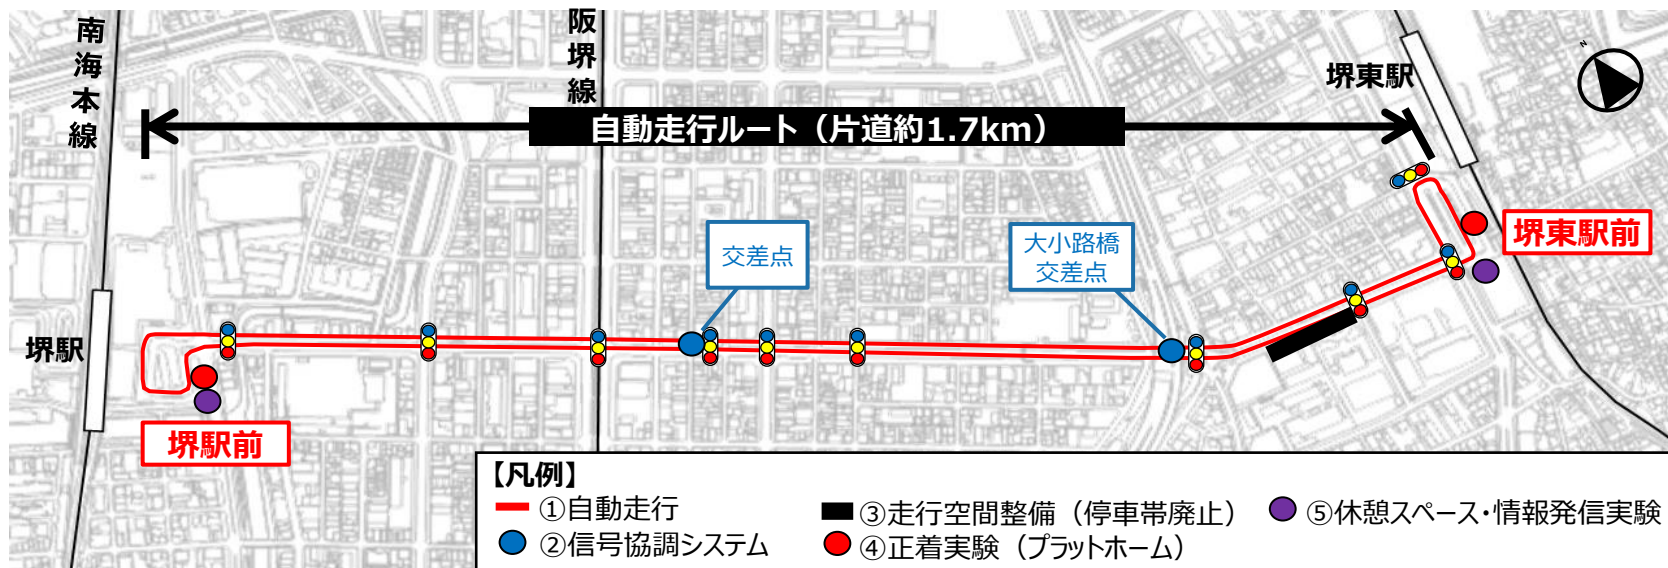 南海本線
阪堺線
堺東駅
N
自動走行ルート（片道約1.7km）
交差点
大小路橋
交差点
堺東駅前
堺駅
堺駅前
【凡例】
①自動走行
②信号協調システム
③走行空間整備（停車帯廃止）
④正着実験（プラットホーム）
⑤休憩スペース・情報発信実験